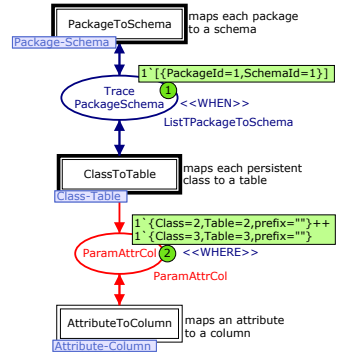 PackageToSchema
maps each package
to a schema
Package-Schema
1`[{PackageId=1,SchemaId=1}]
Trace
PackageSchema
1
<<WHEN>>
ListTPackageToSchema
ClassToTable
maps each persistent
class to a table
Class-Table
1`{Class=2,Table=2,prefix=""}++
1`{Class=3,Table=3,prefix=""}
ParamAttrCol
2
<<WHERE>>
ParamAttrCol
AttributeToColumn
maps an attribute
to a column
Attribute-Column